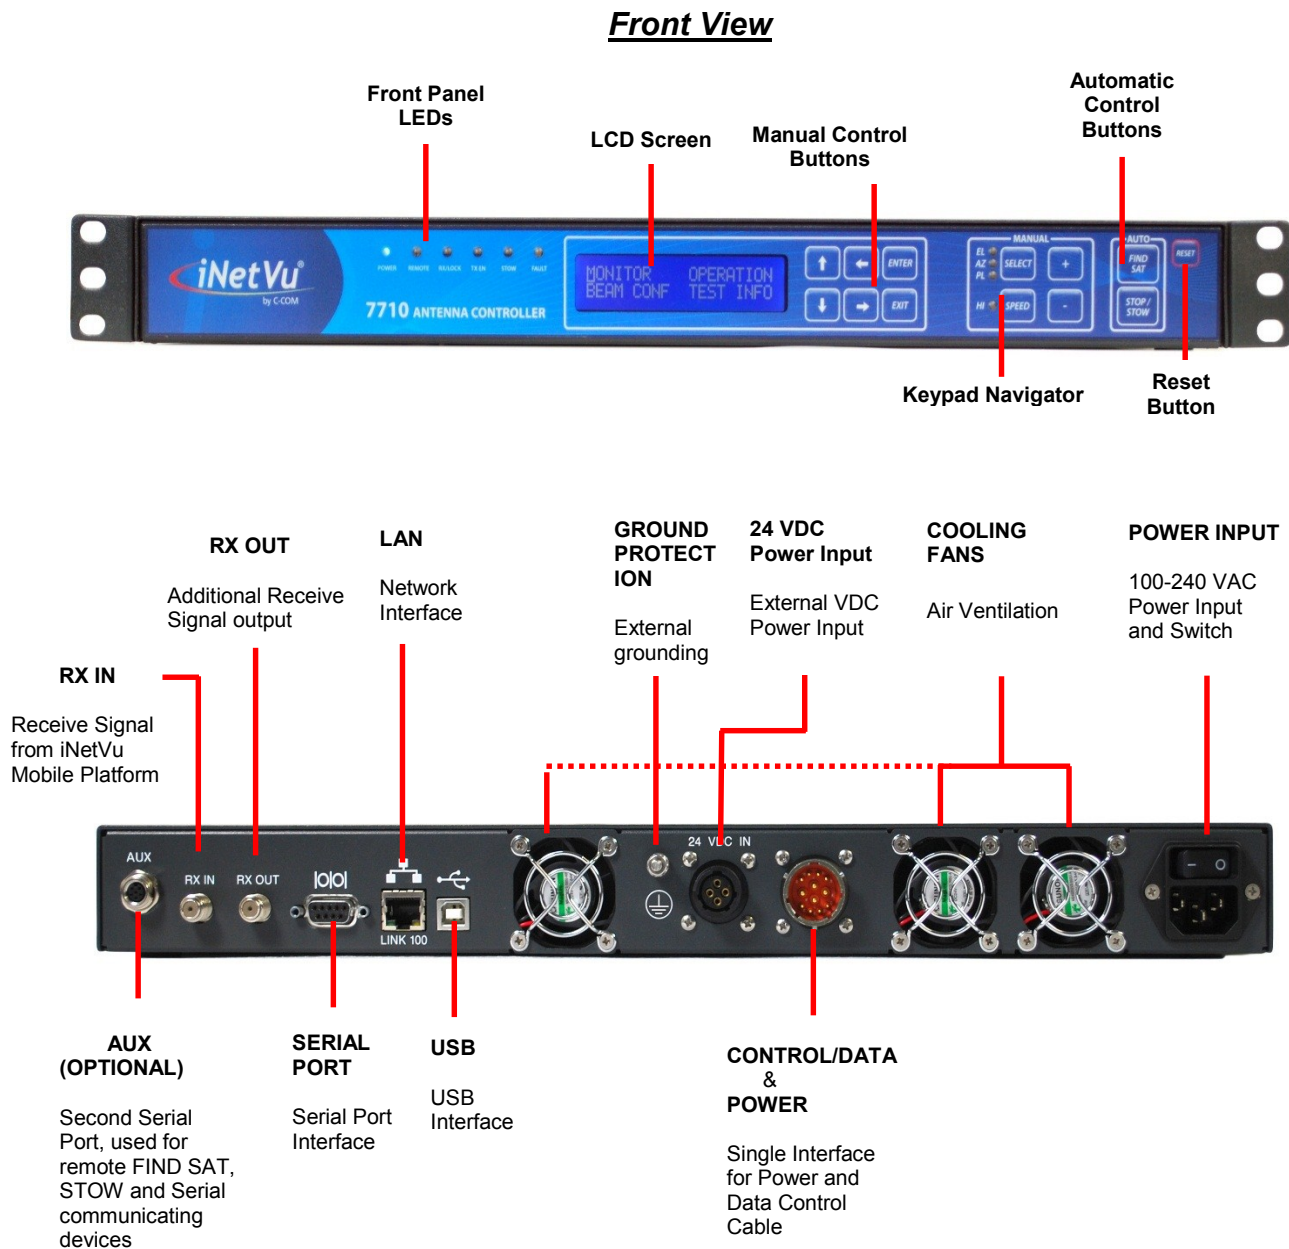 Front View
Front Panel
LEDs
LCD Screen
Manual Control
Buttons
Automatic
Control
Buttons
iNetVu®
by C-COM
7710 ANTENNA CONTROLLER
POWER REMOTE RX/LOCK TX EN STOW FAULT
MONITOR OPERATION
BEAM CONF TEST INFO
ENTER
EXIT
MANUAL
EL
AZ
PL
SELECT
+
HI
SPEED
-
AUTO
FIND
SAT
STOP /
STOW
RESET
Keypad Navigator
Reset
Button
RX OUT
Additional Receive
Signal output
LAN
Network
Interface
GROUND
PROTECT
ION
External
grounding
24 VDC
Power Input
External VDC
Power Input
COOLING
FANS
Air Ventilation
POWER INPUT
100-240 VAC
Power Input
and Switch
RX IN
Receive Signal
from iNetVu
Mobile Platform
AUX
RX IN
RX OUT
|O|O|
LINK 100
24 VDC IN
AUX
(OPTIONAL)
Second Serial
Port, used for
remote FIND SAT,
STOW and Serial
communicating
devices
SERIAL
PORT
Serial Port
Interface
USB
USB
Interface
CONTROL/DATA
&
POWER
Single Interface
for Power and
Data Control
Cable